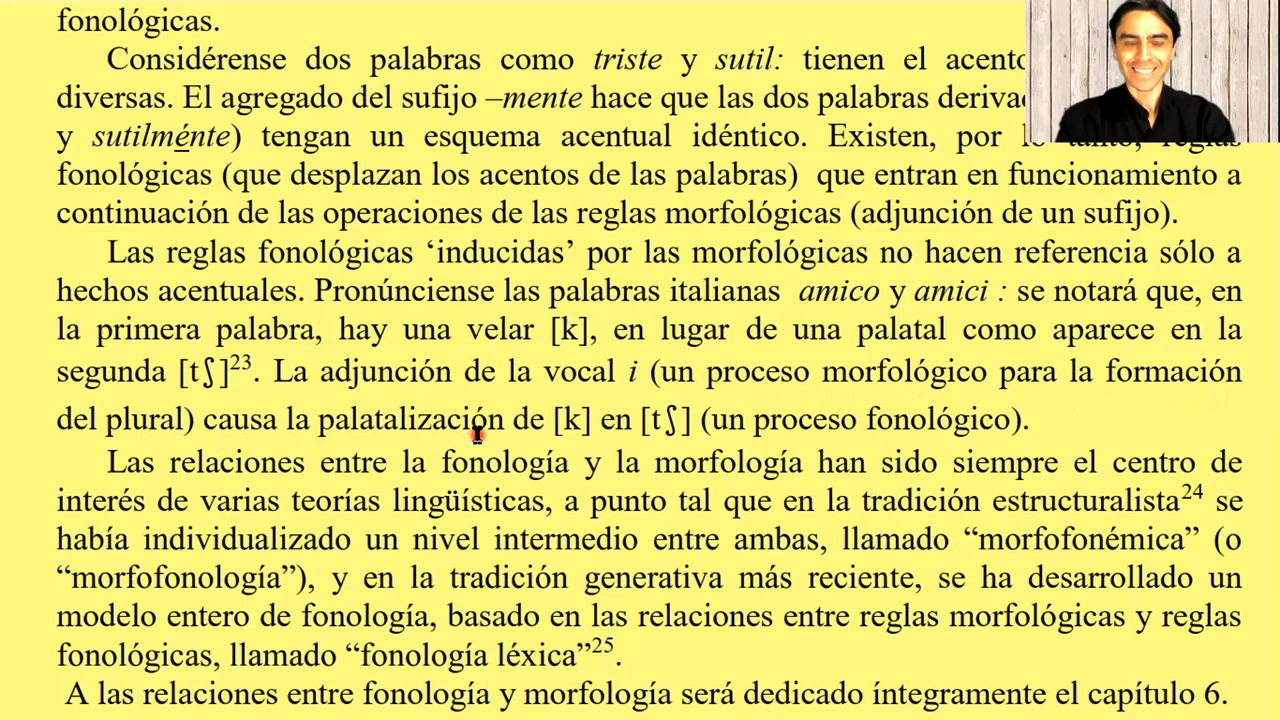 fonológicas.
Considérense dos palabras como triste y sutil: tienen el acento
diversas. El agregado del sufijo –mente hace que las dos palabras
y sutilménte) tengan un esquema acentual idéntico. Existen, por lo tanto, reglas
fonológicas (que desplazan los acentos de las palabras) que entran en funcionamiento a
continuación de las operaciones de las reglas morfológicas (adjunción de un sufijo).
Las reglas fonológicas ‘inducidas’ por las morfológicas no hacen referencia sólo a
hechos acentuales. Pronúnciense las palabras italianas amico y amici : se notará que, en
la primera palabra, hay una velar [k], en lugar de una palatal como aparece en la
segunda [t∫]23. La adjunción de la vocal i (un proceso morfológico para la formación
del plural) causa la palatalización de [k] en [t∫] (un proceso fonológico).
Las relaciones entre la fonología y la morfología han sido siempre el centro de
interés de varias teorías lingüísticas, a punto tal que en la tradición estructuralista24 se
había individualizado un nivel intermedio entre ambas, llamado “morfofonémica” (o
“morfofonología”), y en la tradición generativa más reciente, se ha desarrollado un
modelo entero de fonología, basado en las relaciones entre reglas morfológicas y reglas
fonológicas, llamado “fonología léxica”25.
A las relaciones entre fonología y morfología será dedicado íntegramente el capítulo 6.